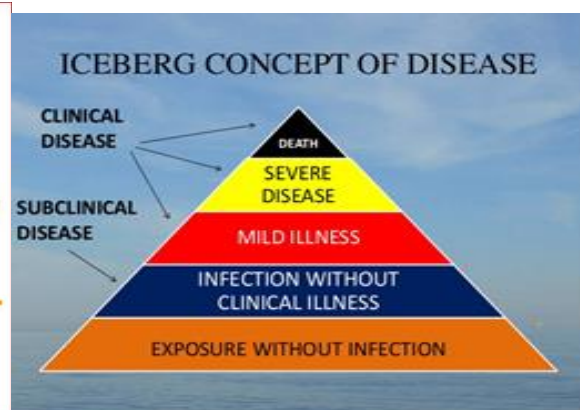 ICEBERG CONCEPT OF DISEASE
CLINICAL
DISEASE
SUBCLINICAL
DISEASE
DEATH
SEVERE
DISEASE
MILD ILLNESS
INFECTION WITHOUT
CLINICAL ILLNESS
EXPOSURE WITHOUT INFECTION